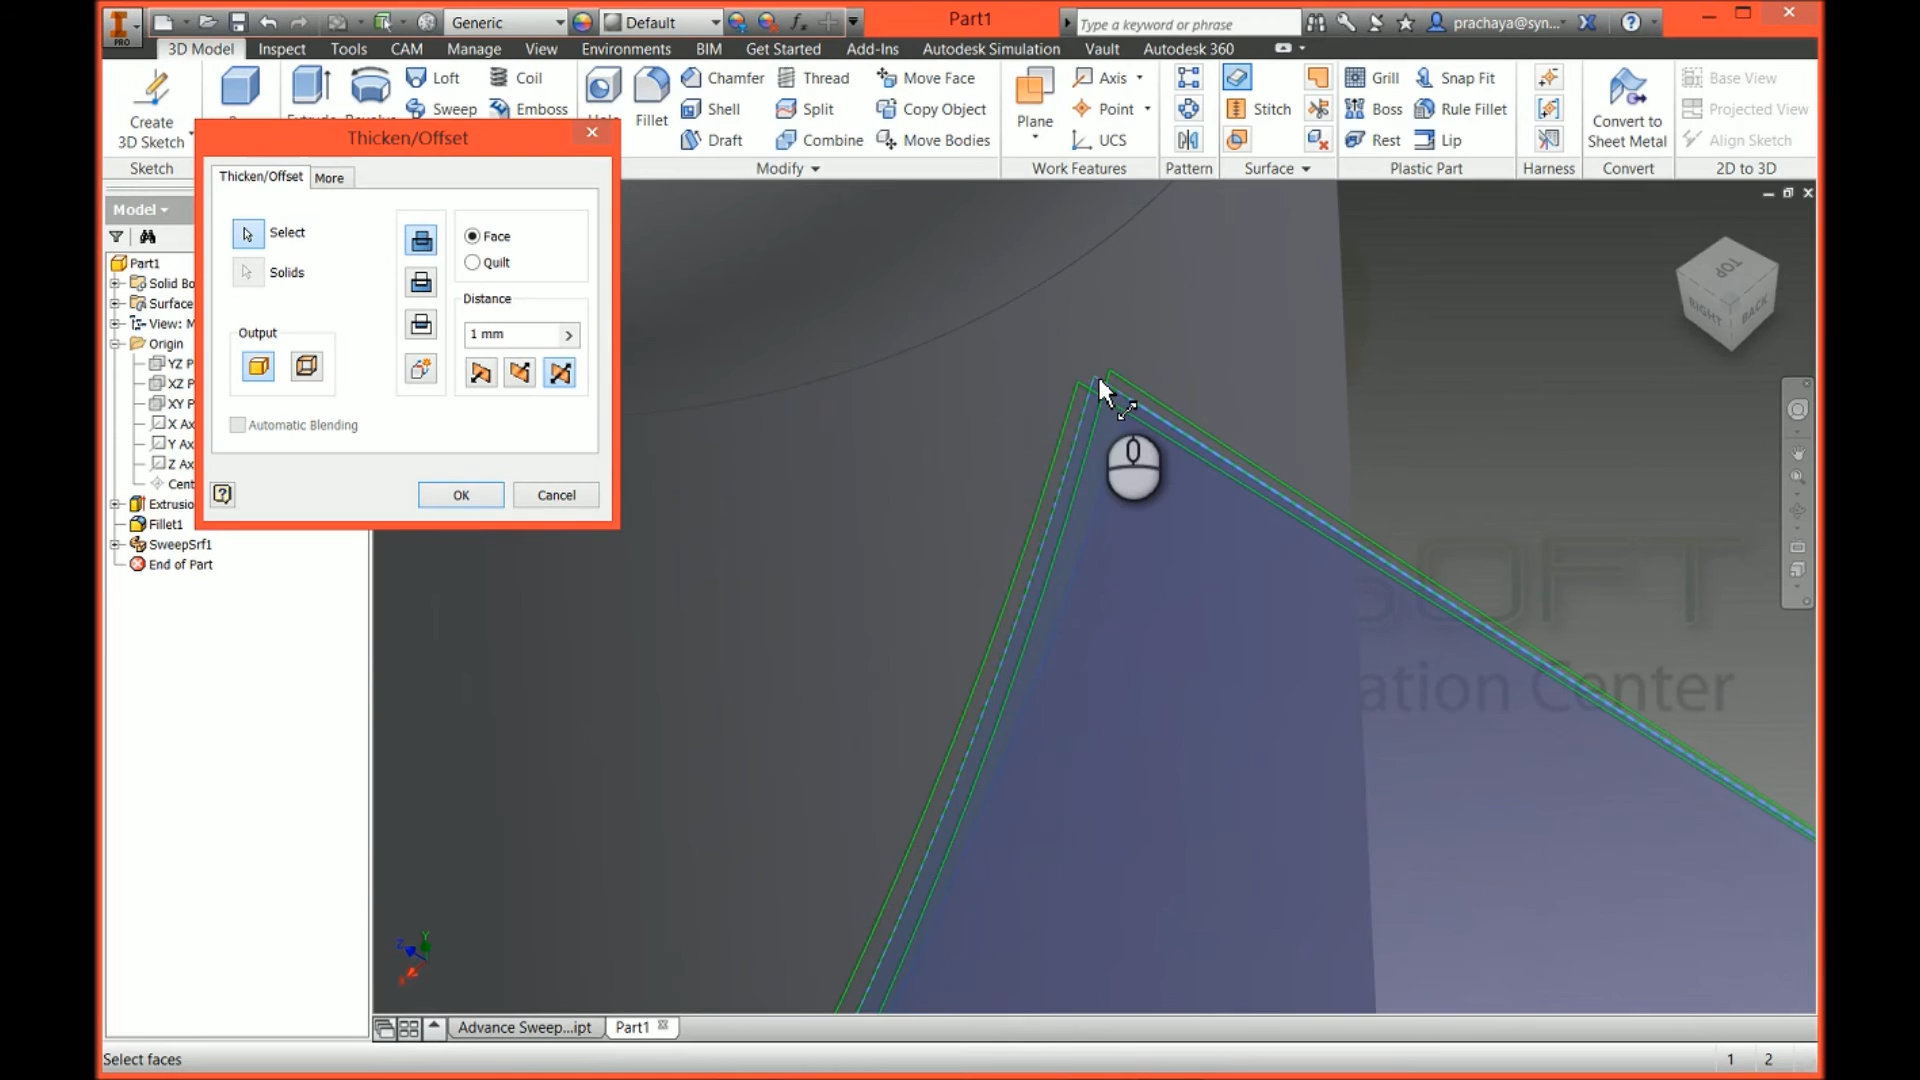 Generic
Default
Part1
Type a keyword or phrase
prachaya@syn...
PRO
3D Model
Inspect
Tools
CAM
Manage
View
Environments
BIM
Get Started
Add-Ins
Autodesk Simulation
Vault
Autodesk 360
Create
3D Sketch
Loft
Coil
Sweep
Emboss
Fillet
Chamfer
Thread
Move Face
Shell
Split
Copy Object
Draft
Combine
Move Bodies
Plane
Axis
Point
UCS
Stitch
Grill
Snap Fit
Boss
Rule Fillet
Rest
Lip
Convert to
Sheet Metal
Base View
Projected View
Align Sketch
Sketch
Modify
Work Features
Pattern
Surface
Plastic Part
Harness
Convert
2D to 3D
Thicken/Offset
Thicken/Offset
More
Select
Solids
Face
Quilt
Distance
1 mm
Output
Automatic Blending
OK
Cancel
Model
Part1
Solid Bo
Surface
View: M
Origin
YZ P
XZ P
XY P
X Ax
Y Ax
Z Ax
Cent
Extrusio
Fillet1
SweepSrf1
End of Part
TOP
RIGHT
BACK
SOFT
ation Center
Y
Z
X
Advance Sweep...ipt
Part1
Select faces
1
2